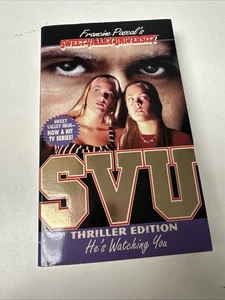 Francine Pascal's
SWEET VALLEY UNIVERSITY
SWEET
VALLEY HIGH®
NOW A HIT
TV SERIES!
SVU
THRILLER EDITION
He's Watching You